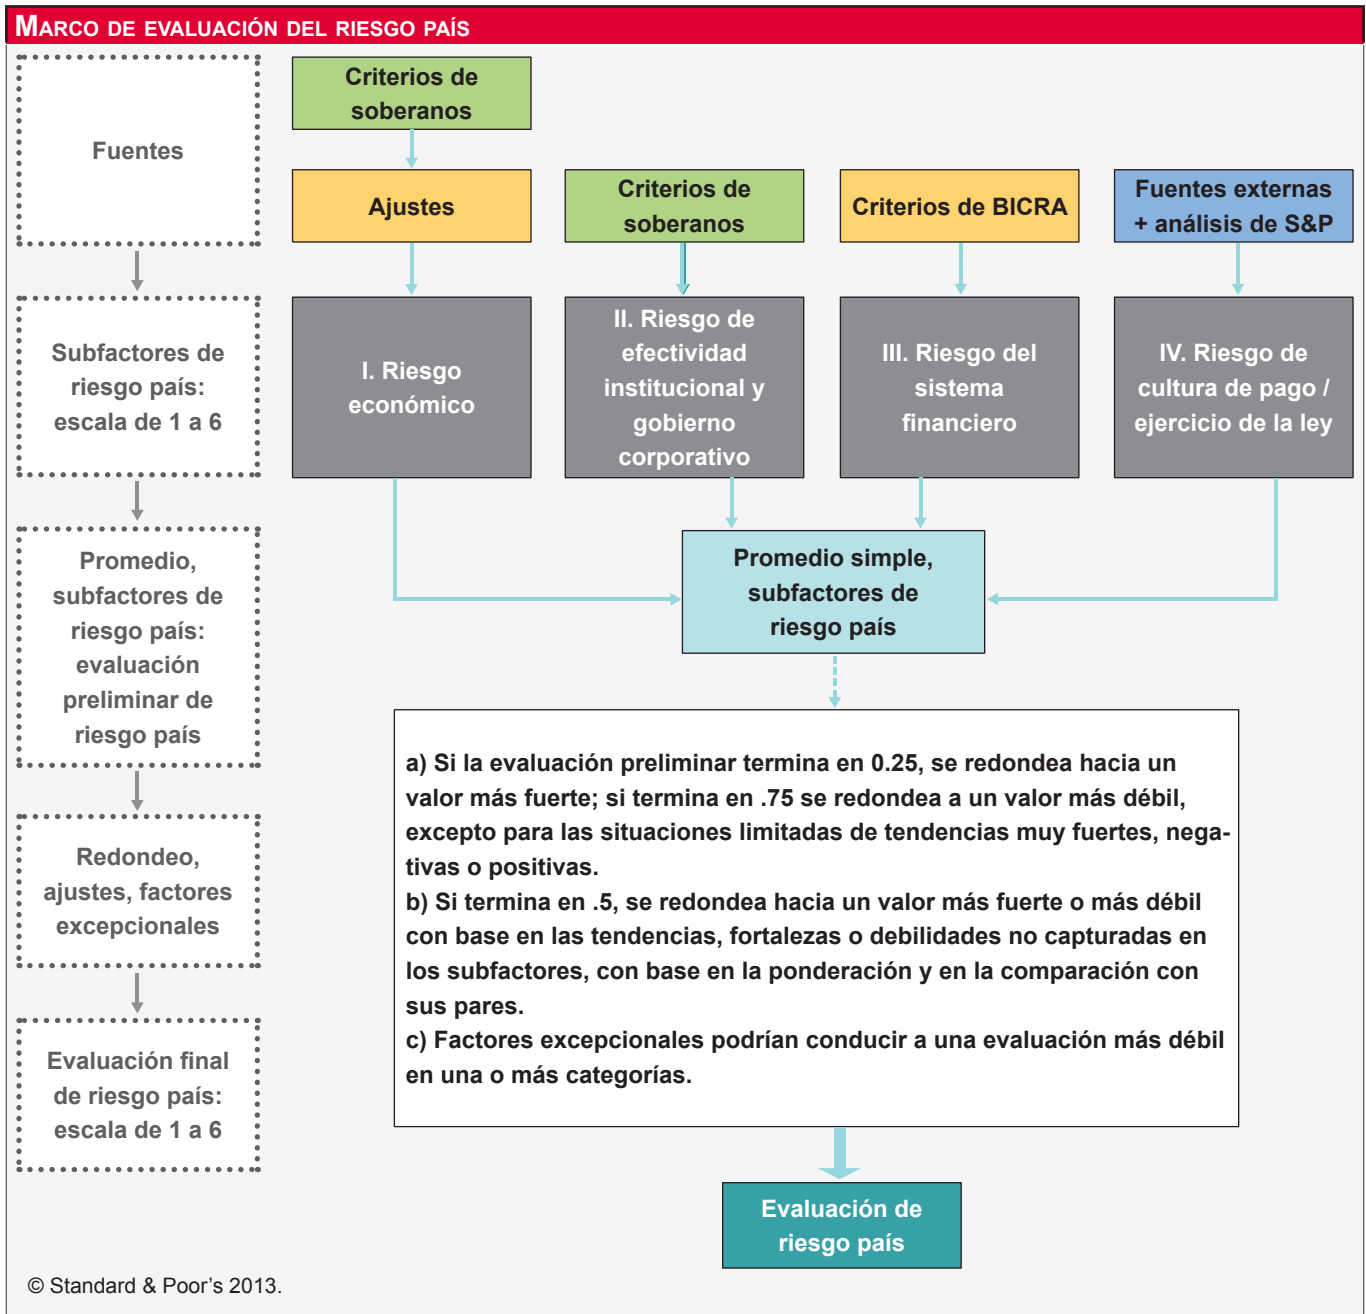 MARCO DE EVALUACIÓN DEL RIESGO PAÍS
Fuentes
Criterios de
soberanos
Ajustes
Criterios de
soberanos
Criterios de BICRA
Fuentes externas
+ análisis de S&P
Subfactores de
riesgo país:
escala de 1 a 6
I. Riesgo
económico
II. Riesgo de
efectividad
institucional y
gobierno
corporativo
III. Riesgo del
sistema
financiero
IV. Riesgo de
cultura de pago /
ejercicio de la ley
Promedio,
subfactores de
riesgo país:
evaluación
preliminar de
riesgo país
Promedio simple,
subfactores de
riesgo país
Redondeo,
ajustes, factores
excepcionales
a) Si la evaluación preliminar termina en 0.25, se redondea hacia un
valor más fuerte; si termina en .75 se redondea a un valor más débil,
excepto para las situaciones limitadas de tendencias muy fuertes, nega-
tivas o positivas.
b) Si termina en .5, se redondea hacia un valor más fuerte o más débil
con base en las tendencias, fortalezas o debilidades no capturadas en
los subfactores, con base en la ponderación y en la comparación con
sus pares.
c) Factores excepcionales podrían conducir a una evaluación más débil
en una o más categorías.
Evaluación final
de riesgo país:
escala de 1 a 6
Evaluación de
riesgo país
© Standard & Poor's 2013.